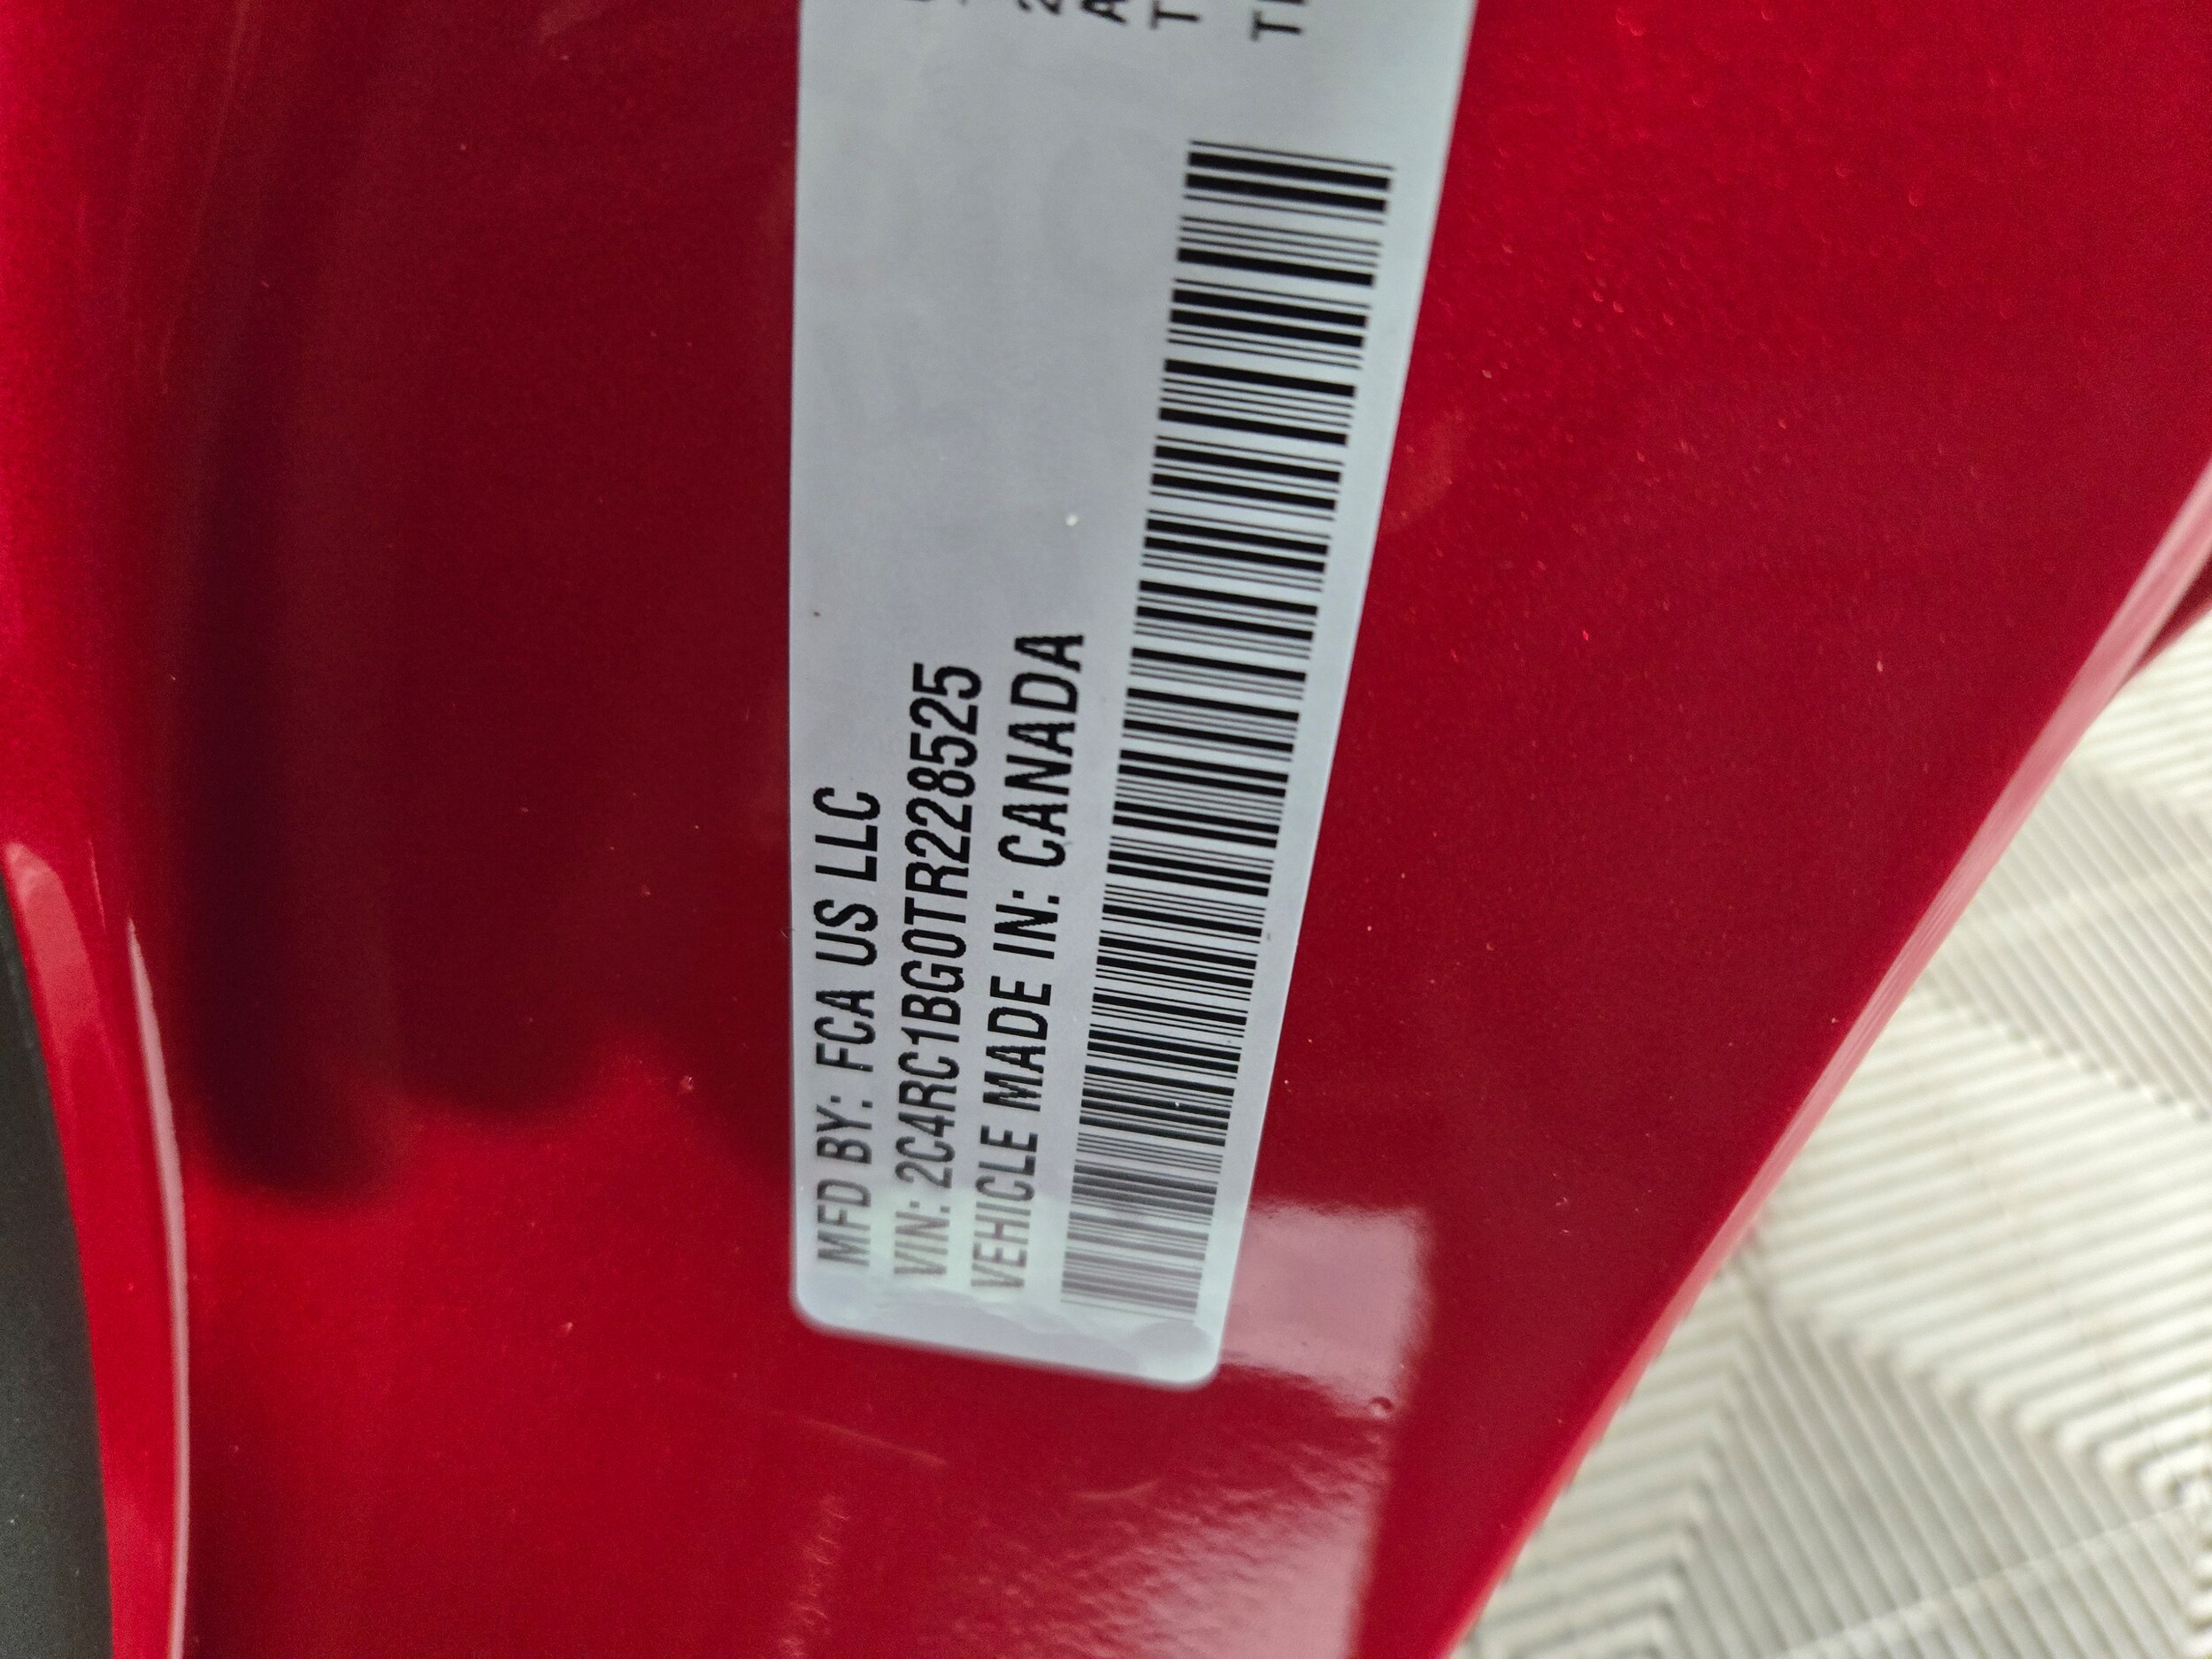 MFD BY: FCA US LLC
VIN: 2C4RC1BG0TR228525
VEHICLE MADE IN: CANADA